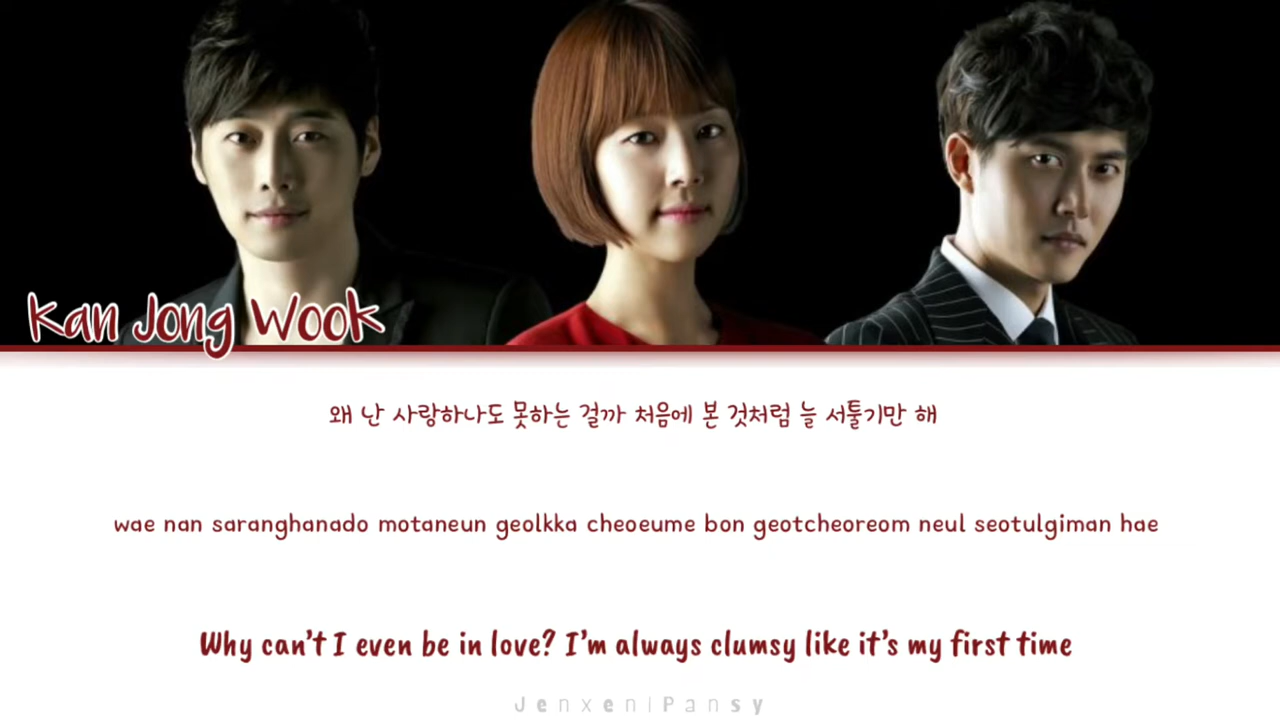 Kan Jong Wook
왜 난 사랑하나도 못하는 걸까 처음에 본 것처럼 늘 서툴기만 해
wae nan saranghanado motaneun geolkka cheoeume bon geotcheoreom neul seotulgiman hae
Why can't I even be in love? I'm always clumsy like it's my first time
Jenxeni|Pansy